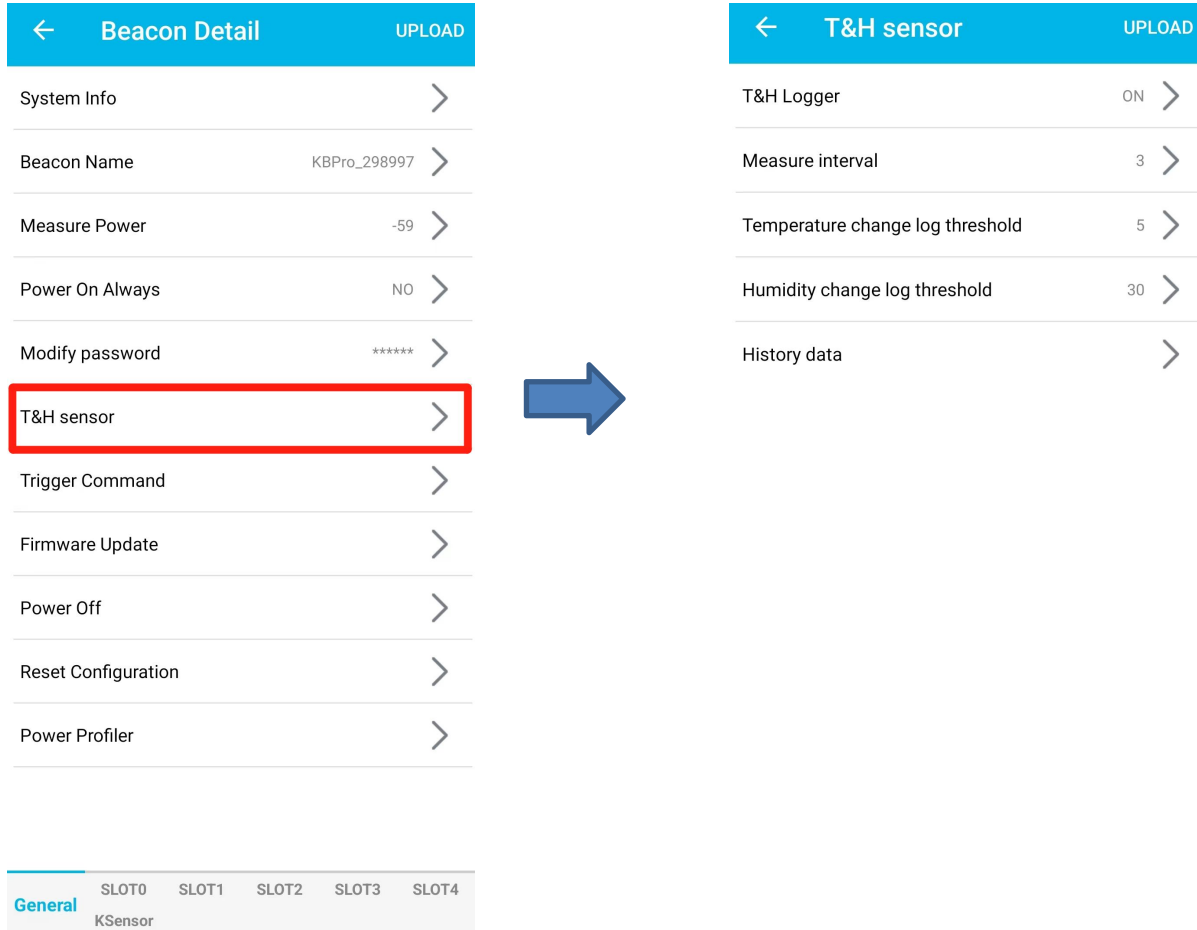 Beacon Detail UPLOAD
System Info
Beacon Name KBPro_298997
Measure Power -59
Power On Always NO
Modify password ******
T&H sensor
Trigger Command
Firmware Update
Power Off
Reset Configuration
Power Profiler
General SLOT0 SLOT1 SLOT2 SLOT3 SLOT4
KSensor
T&H sensor UPLOAD
T&H Logger ON
Measure interval 3
Temperature change log threshold 5
Humidity change log threshold 30
History data